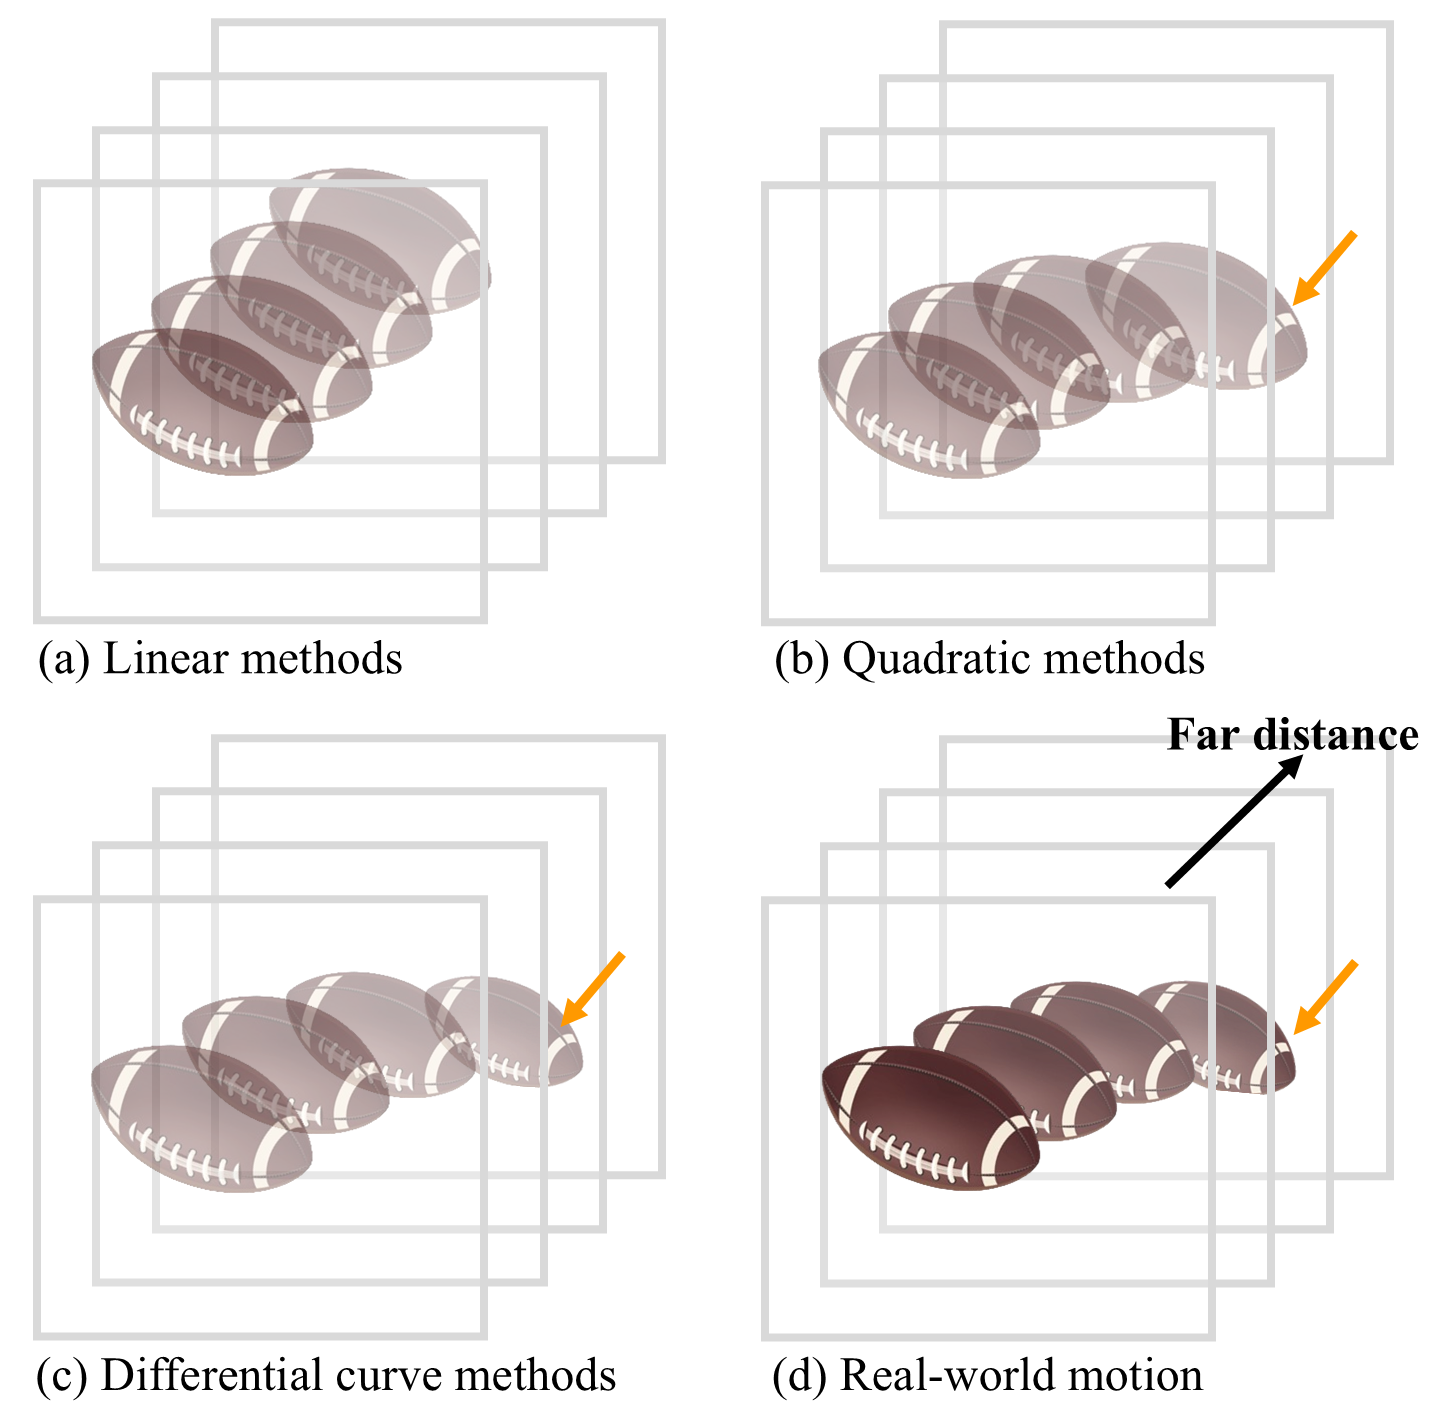 (a) Linear methods
(b) Quadratic methods
Far distance
(c) Differential curve methods
(d) Real-world motion